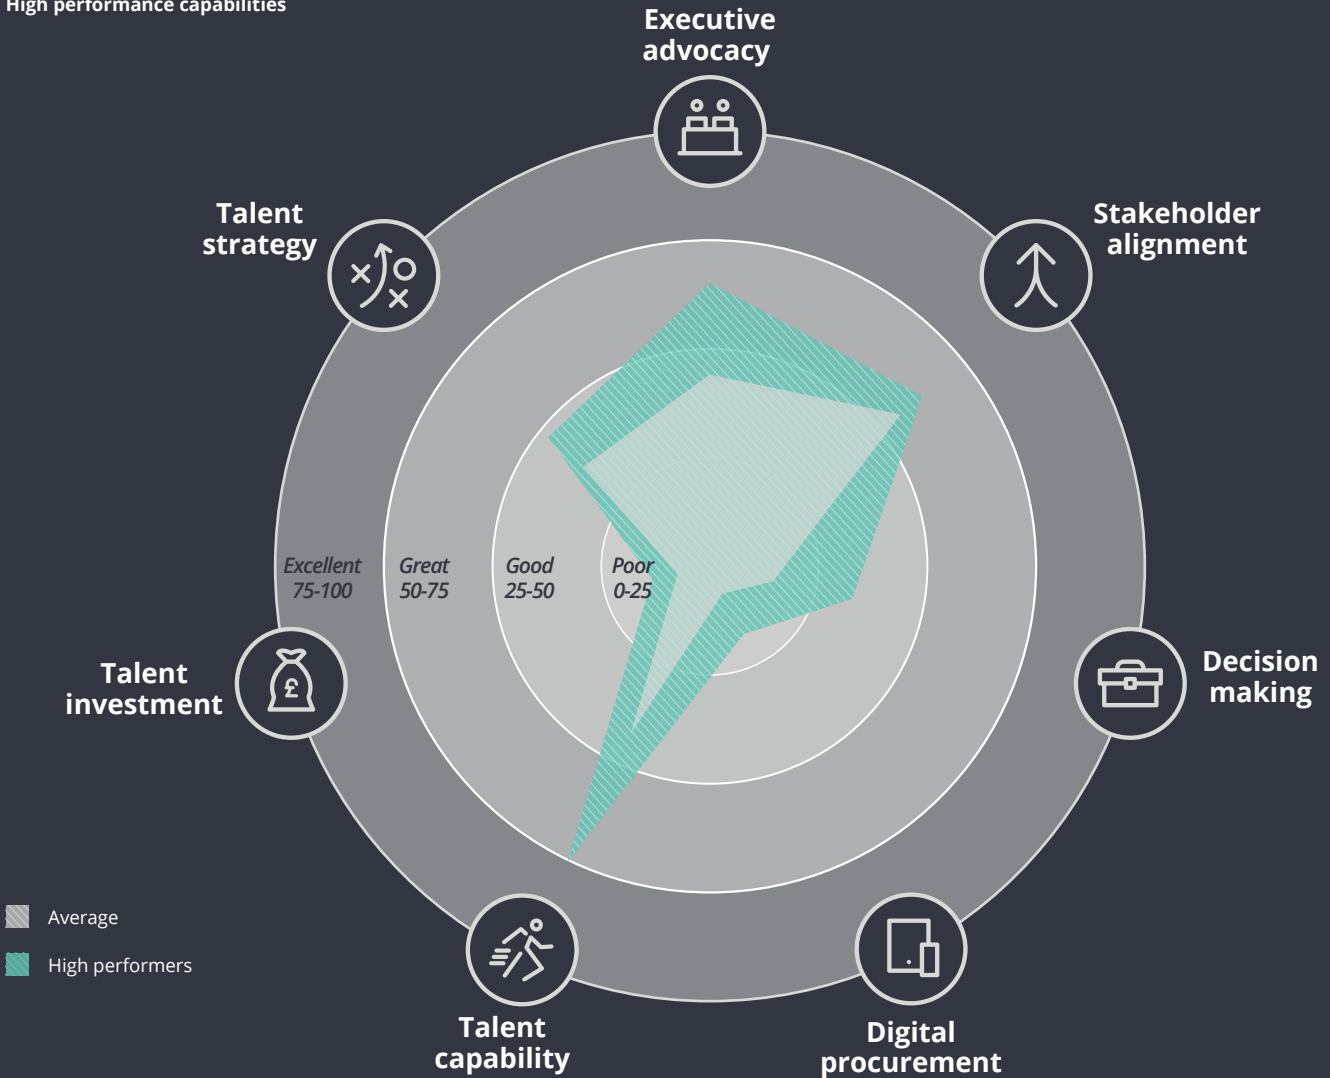 High performance capabilities
Executive
advocacy
Talent
strategy
Stakeholder
alignment
Excellent
75-100
Great
50-75
Good
25-50
Poor
0-25
Talent
investment
£
Decision
making
Average
High performers
Talent
capability
Digital
procurement